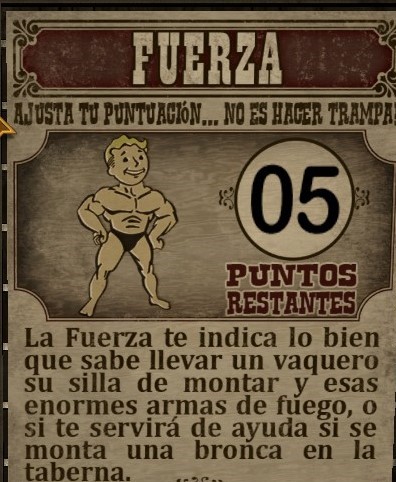 FUERZA
AJUSTA TU PUNTUACIÓN... NO ES HACER TRAMPA
05
PUNTOS
RESTANTES
La Fuerza te indica lo bien
que sabe llevar un vaquero
su silla de montar y esas
enormes armas de fuego, o
si te servirá de ayuda si se
monta una bronca en la
taberna.